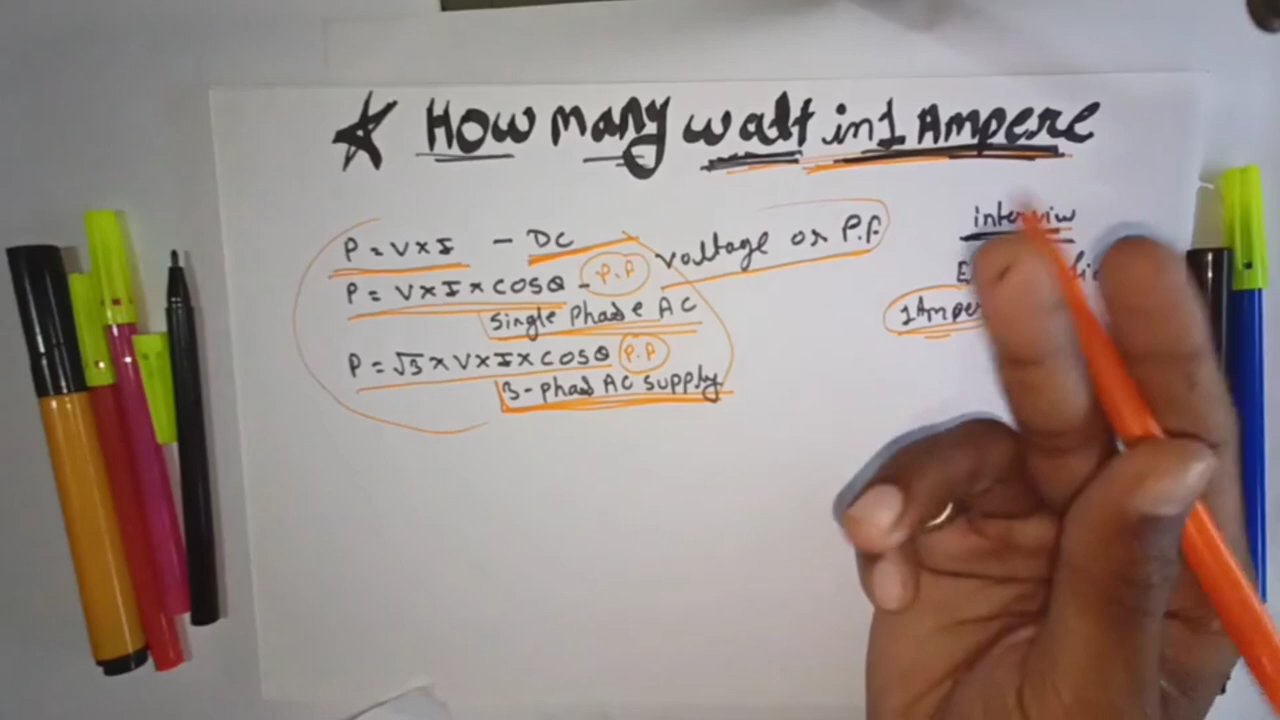 ★ How many watt in 1 Ampere
P = V×I - DC
voltage or P.F
P = V×I×COSθ - P.F
Single Phase AC
P = √3×V×I×COSθ P.F
3-phas AC Supply
interviw
1 Amper